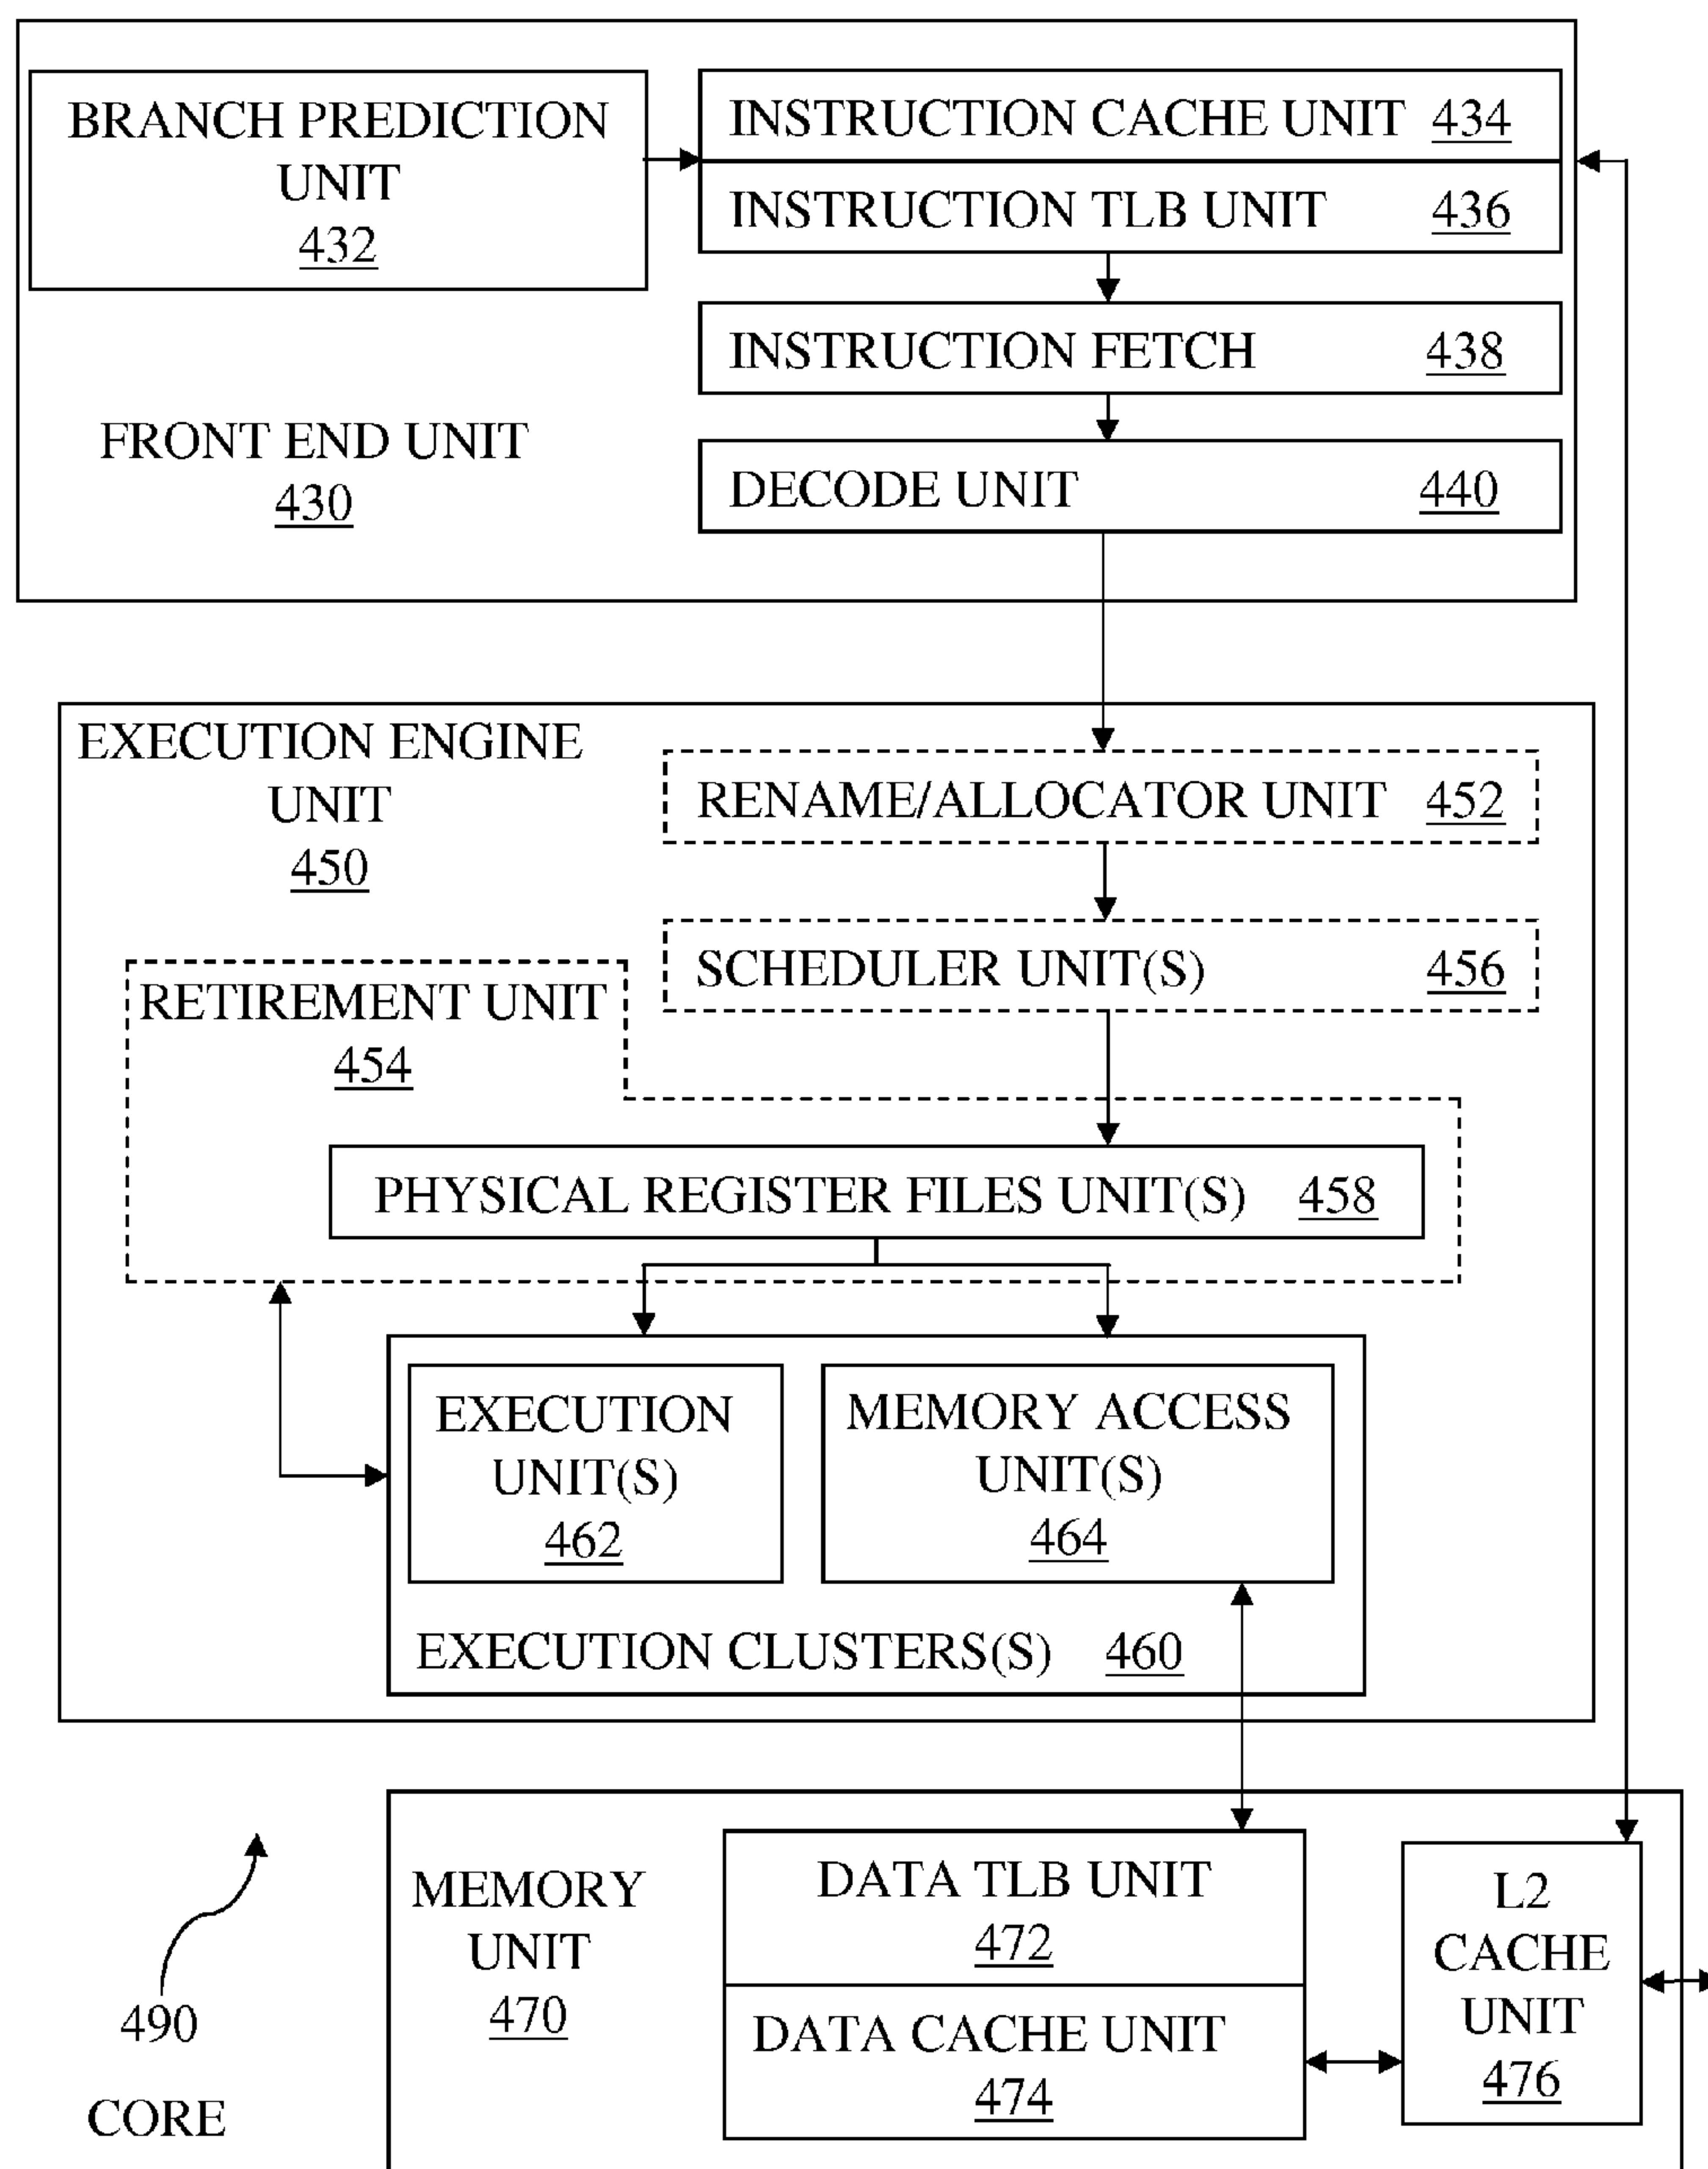 BRANCH PREDICTION
UNIT
432
INSTRUCTION CACHE UNIT 434
INSTRUCTION TLB UNIT 436
INSTRUCTION FETCH 438
FRONT END UNIT
430
DECODE UNIT 440
EXECUTION ENGINE
UNIT
450
RENAME/ALLOCATOR UNIT 452
SCHEDULER UNIT(S) 456
RETIREMENT UNIT
454
PHYSICAL REGISTER FILES UNIT(S) 458
EXECUTION
UNIT(S)
462
MEMORY ACCESS
UNIT(S)
464
EXECUTION CLUSTERS(S) 460
MEMORY
UNIT
470
DATA TLB UNIT
472
DATA CACHE UNIT
474
L2
CACHE
UNIT
476
490
CORE